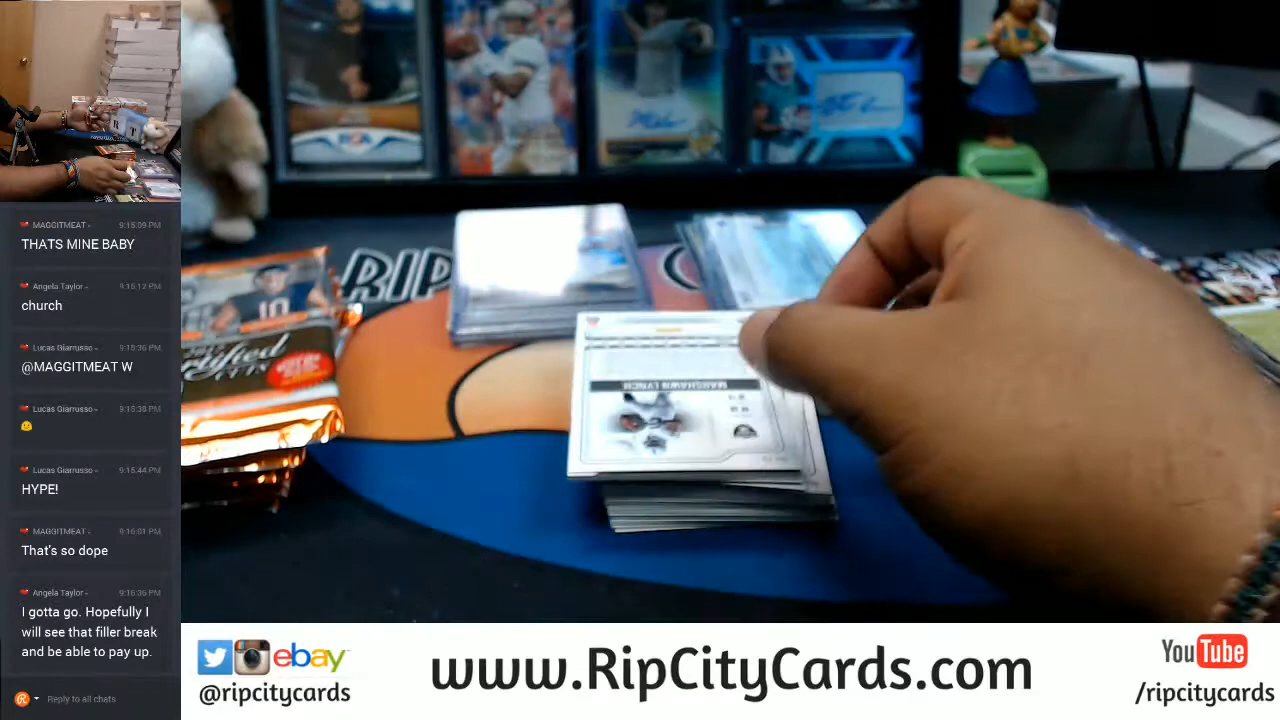 MAGGITMEAT - 9:15:09 PM
THATS MINE BABY
Angela Taylor - 9:15:12 PM
church
Lucas Giarrusso - 9:15:36 PM
@MAGGITMEAT W
Lucas Giarrusso - 9:15:38 PM
Lucas Giarrusso - 9:15:44 PM
HYPE!
MAGGITMEAT - 9:16:01 PM
That's so dope
Angela Taylor - 9:16:36 PM
I gotta go. Hopefully I
will see that filler break
and be able to pay up.
Reply to all chats
RIP
10
Certified
MARSHAWN LYNCH
ebay
@ripcitycards
www.RipCityCards.com
YouTube
/ripcitycards